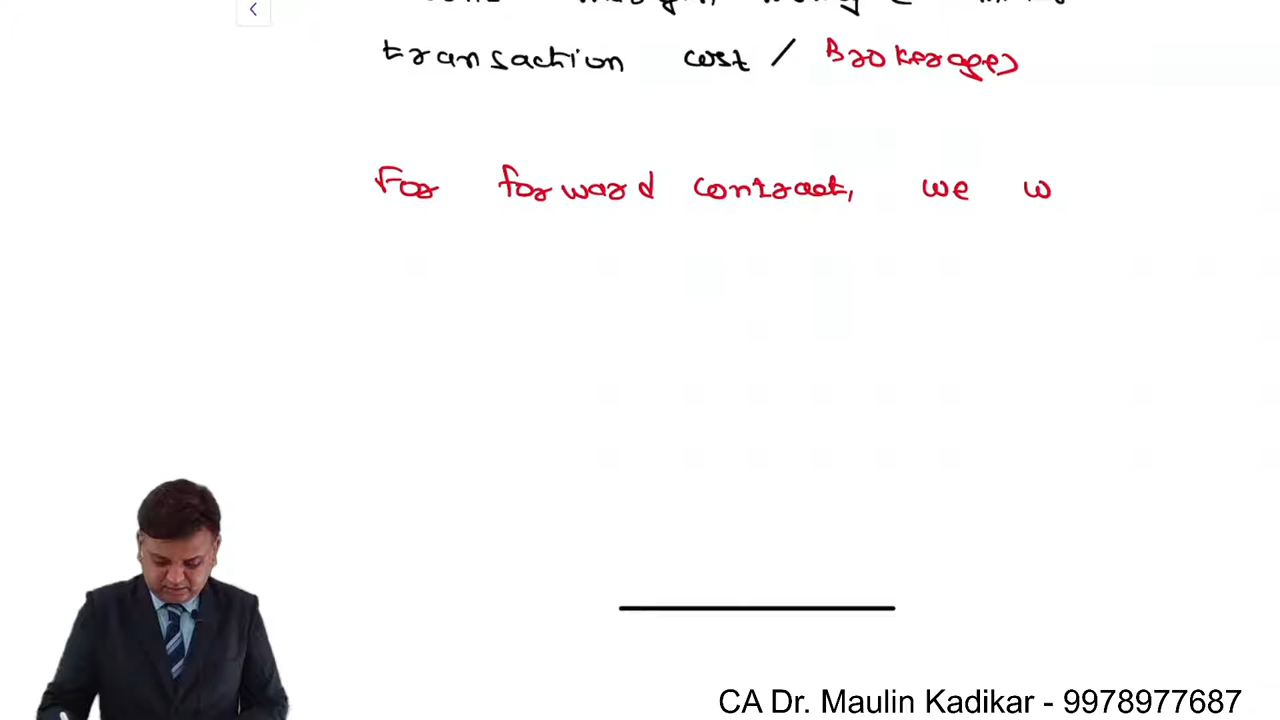 transaction cost / Brokerages
For forward contract, we w
CA Dr. Maulin Kadikar - 9978977687